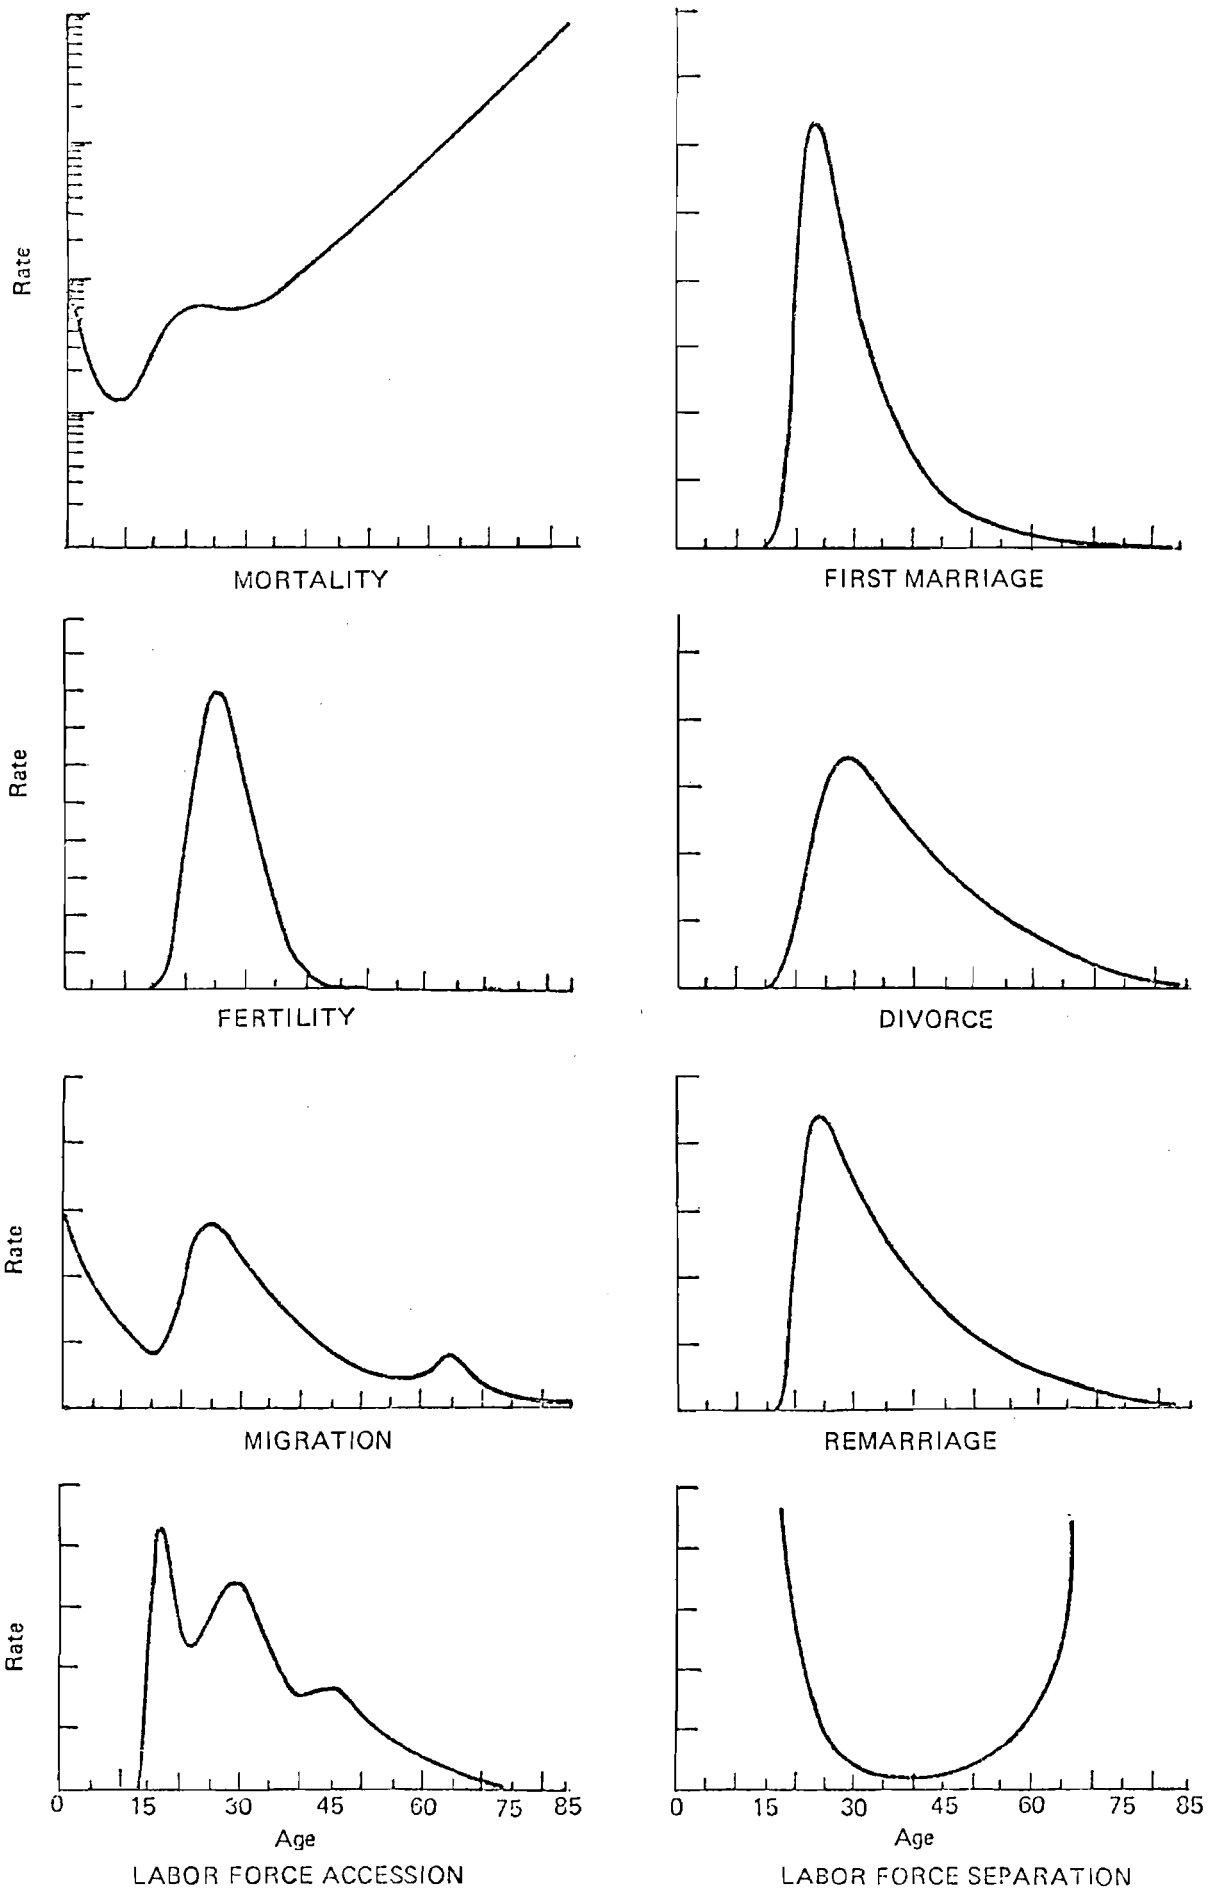 Rate
MORTALITY
FIRST MARRIAGE
Rate
FERTILITY
DIVORCE
Rate
MIGRATION
REMARRIAGE
Rate
0 15 30 45 60 75 85
Age
LABOR FORCE ACCESSION
0 15 30 45 60 75 85
Age
LABOR FORCE SEPARATION